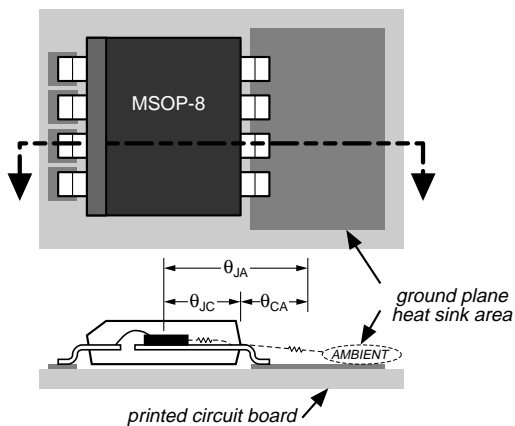 MSOP-8
θJA
θJC
θCA
ground plane
heat sink area
AMBIENT
printed circuit board